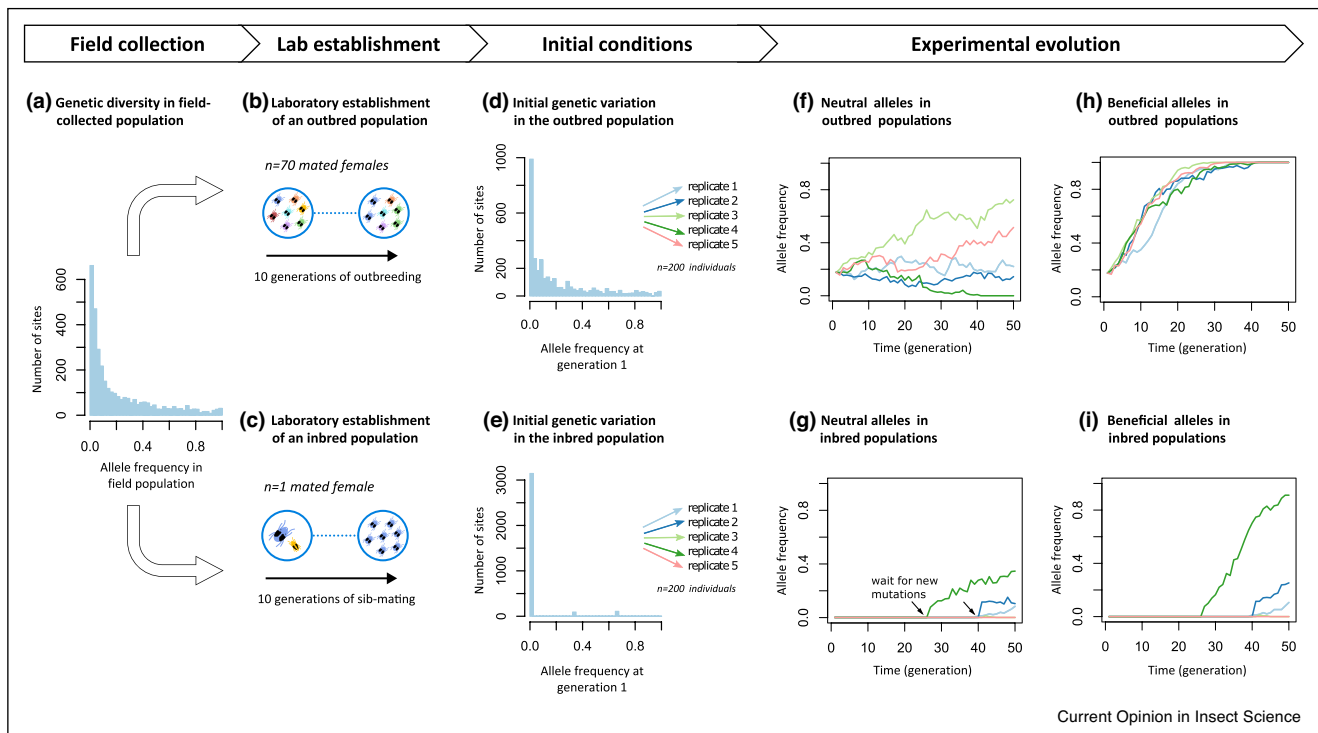 Field collection
Lab establishment
Initial conditions
Experimental evolution
(a) Genetic diversity in field-
collected population
600
400
200
0
Number of sites
0.0 0.4 0.8
Allele frequency in
field population
(b) Laboratory establishment
of an outbred population
n=70 mated females
10 generations of outbreeding
(c) Laboratory establishment
of an inbred population
n=1 mated female
10 generations of sib-mating
(d) Initial genetic variation
in the outbred population
1000
600
200
0
Number of sites
0.0 0.4 0.8
Allele frequency at
generation 1
replicate 1
replicate 2
replicate 3
replicate 4
replicate 5
n=200 individuals
(e) Initial genetic variation
in the inbred population
3000
2000
1000
0
Number of sites
0.0 0.4 0.8
Allele frequency at
generation 1
replicate 1
replicate 2
replicate 3
replicate 4
replicate 5
n=200 individuals
(f) Neutral alleles in
outbred populations
0.8
0.4
0.0
Allele frequency
0 10 20 30 40 50
Time (generation)
(g) Neutral alleles in
inbred populations
0.8
0.4
0.0
Allele frequency
wait for new
mutations
0 10 20 30 40 50
Time (generation)
(h) Beneficial alleles in
outbred populations
0.8
0.4
0.0
Allele frequency
0 10 20 30 40 50
Time (generation)
(i) Beneficial alleles in
inbred populations
0.8
0.4
0.0
Allele frequency
0 10 20 30 40 50
Time (generation)
Current Opinion in Insect Science